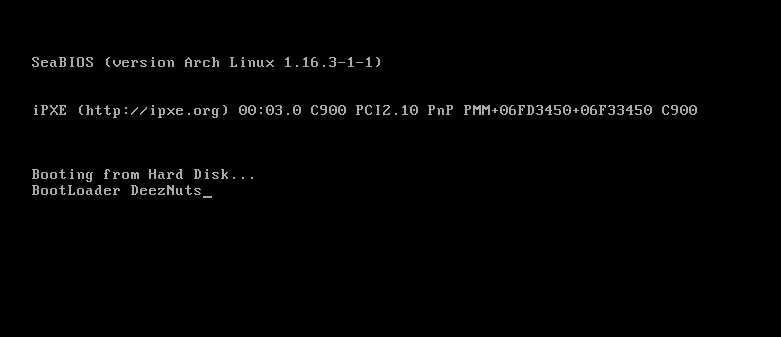 SeaBIOS (version Arch Linux 1.16.3-1-1)
iPXE (http://ipxe.org) 00:03.0 C900 PCI2.10 PnP PMM+06FD3450+06F33450 C900
Booting from Hard Disk...
BootLoader DeezNuts_